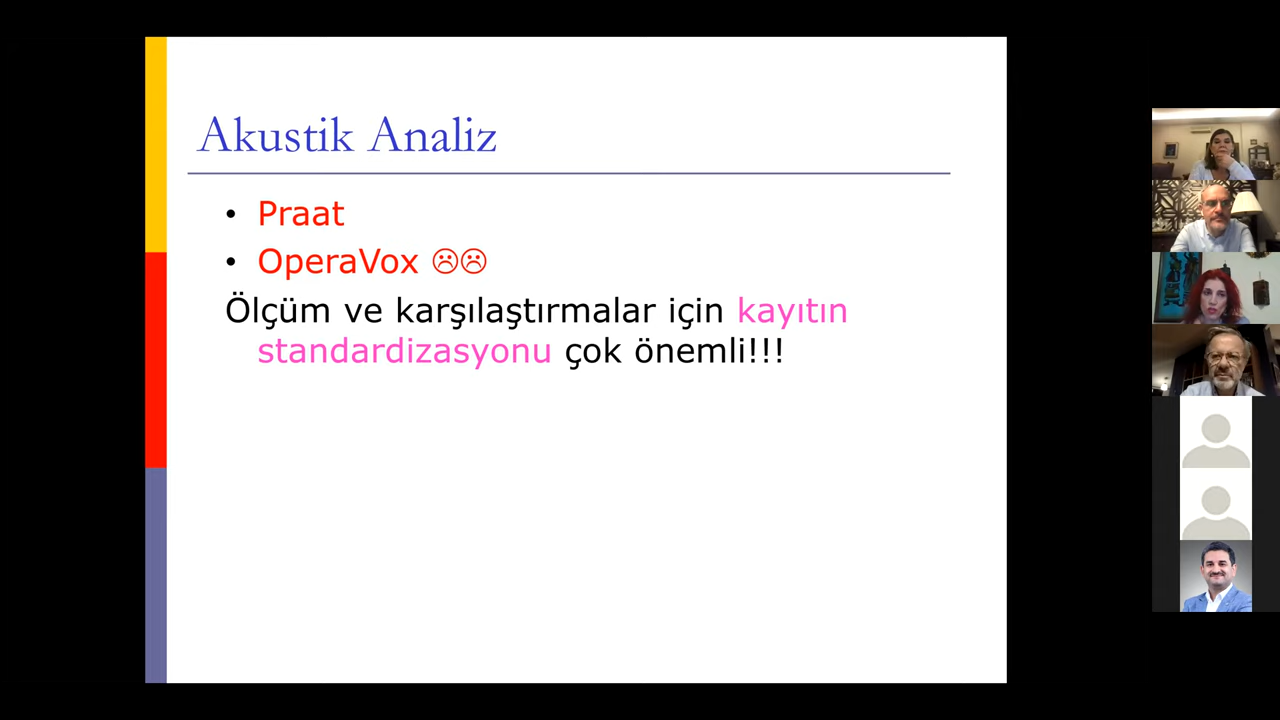 Akustik Analiz
• Praat
• OperaVox ☹☹
Ölçüm ve karşılaştırmalar için kayıtın
standardizasyonu çok önemli!!!